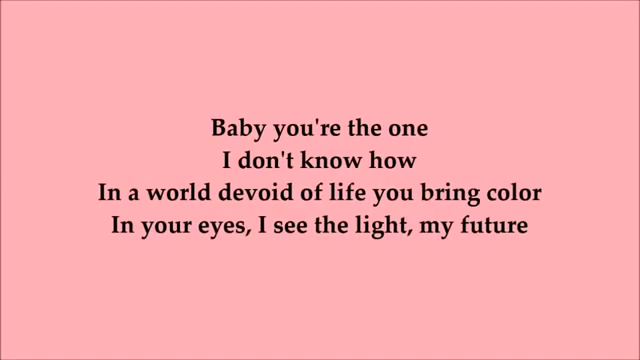 Baby you're the one
I don't know how
In a world devoid of life you bring color
In your eyes, I see the light, my future